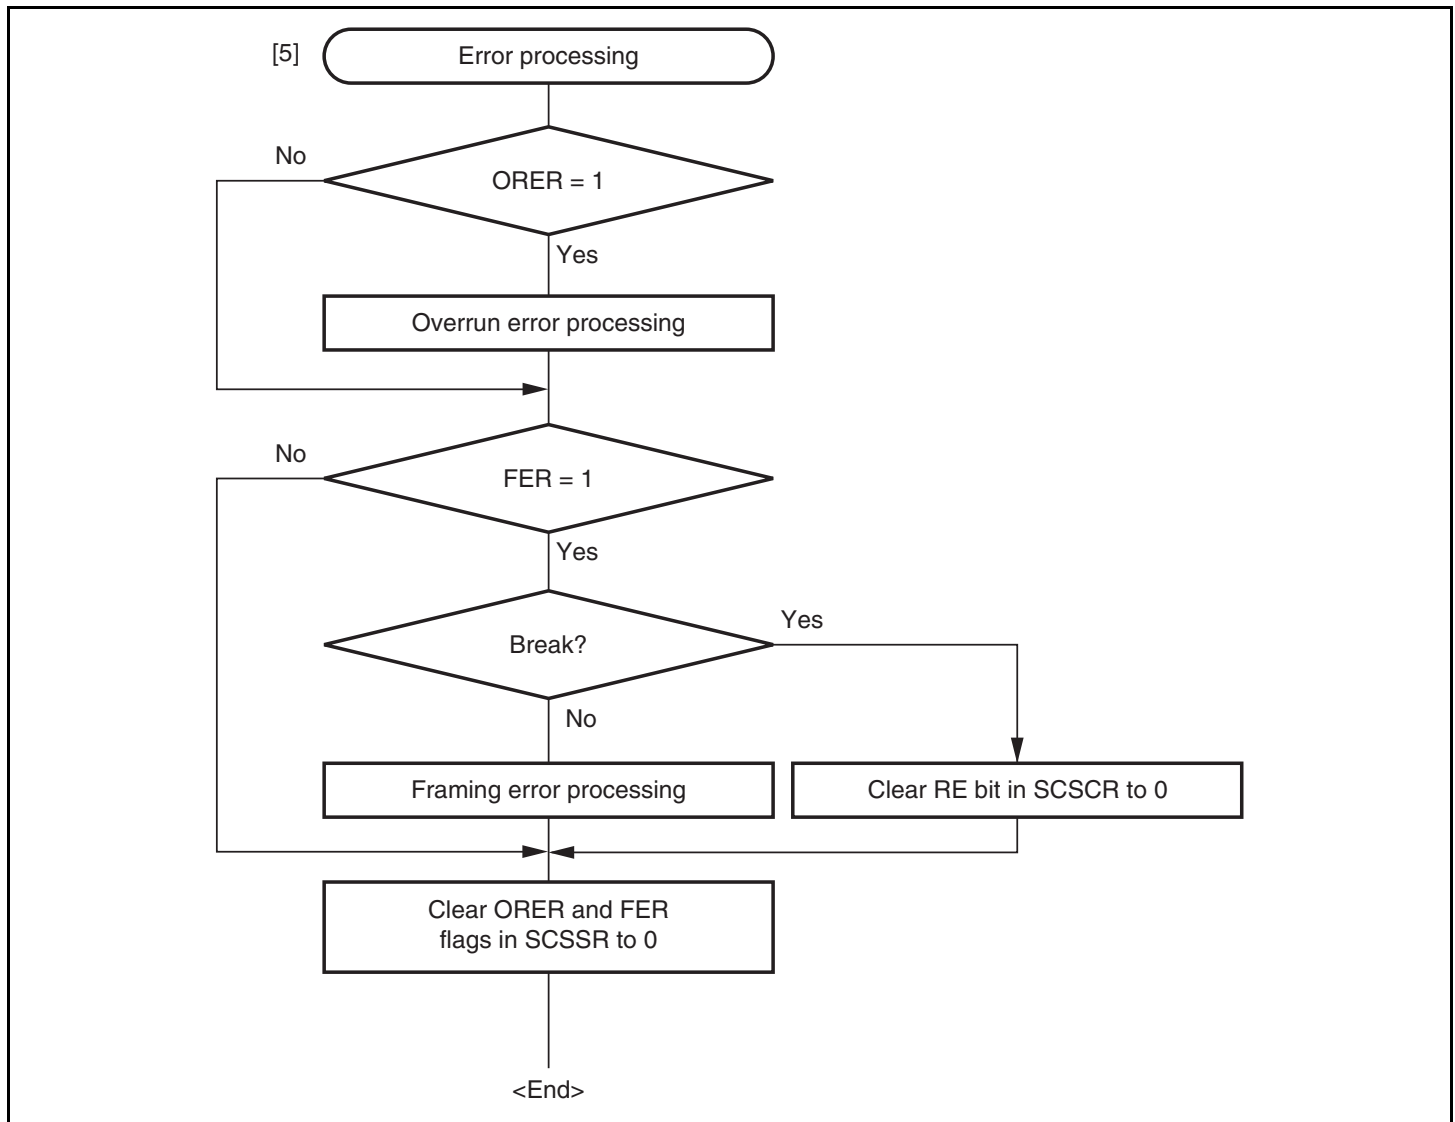 [5]
Error processing
No
ORER = 1
Yes
Overrun error processing
No
FER = 1
Yes
Break?
Yes
No
Framing error processing
Clear RE bit in SCSCR to 0
Clear ORER and FER
flags in SCSSR to 0
<End>